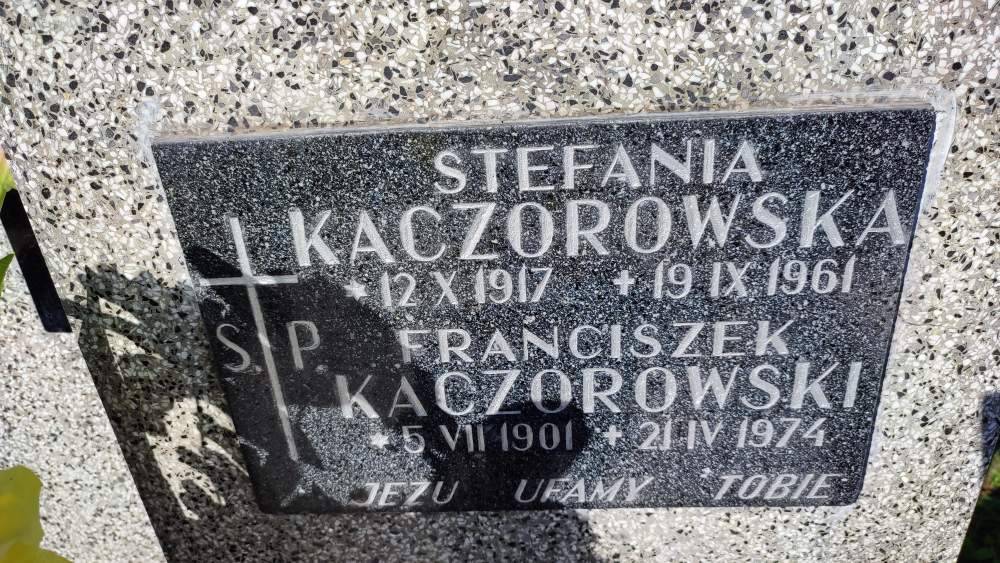 STEFANIA
KACZOROWSKA
* 12 X 1917 + 19 IX 1961
Ś. P.
FRANCISZEK
KACZOROWSKI
* 5 VII 1901 + 21 IV 1974
JEZU UFAMY TOBIE